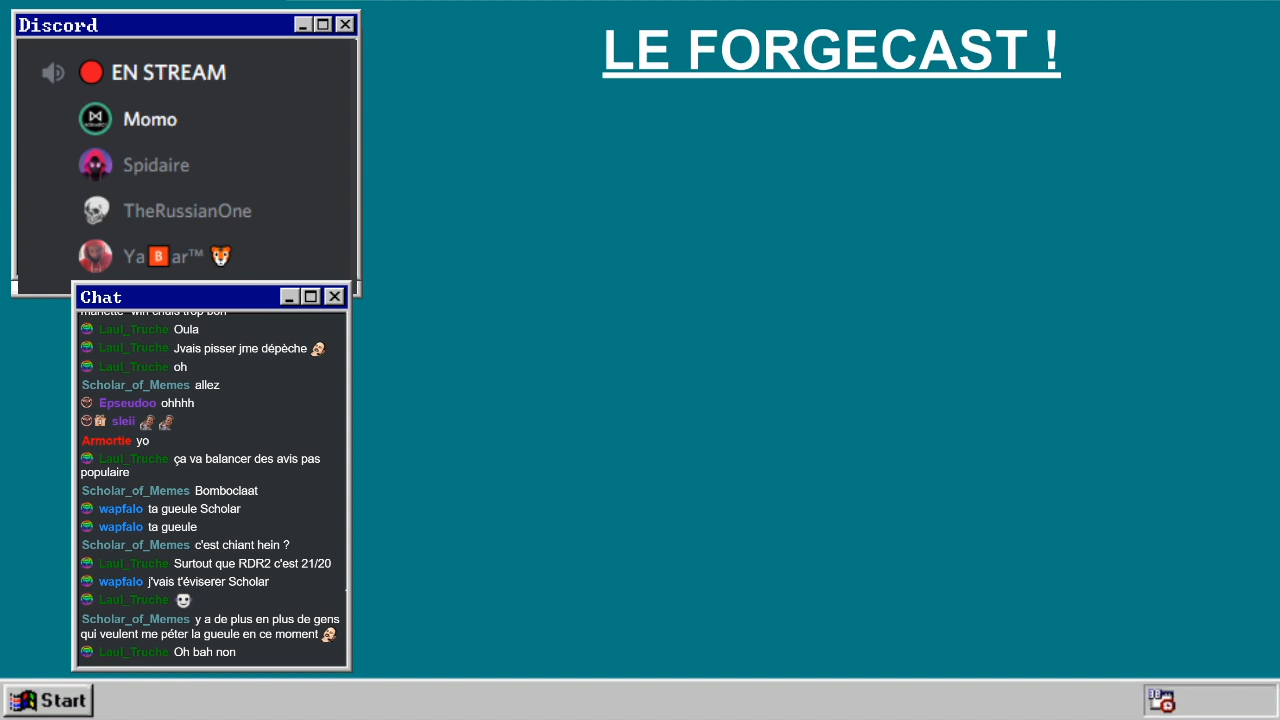 Discord
LE FORGECAST !
EN STREAM
Momo
Spidaire
TheRussianOne
Ya🅱ar™ 🐯
Chat
Laul_Truche Oula
Laul_Truche Jvais pisser jme dépèche
Laul_Truche oh
Scholar_of_Memes allez
Epseudoo ohhhh
sleii
Armortie yo
Laul_Truche ça va balancer des avis pas
populaire
Scholar_of_Memes Bomboclaat
wapfalo ta gueule Scholar
wapfalo ta gueule
Scholar_of_Memes c'est chiant hein ?
Laul_Truche Surtout que RDR2 c'est 21/20
wapfalo j'vais t'éviserer Scholar
Laul_Truche
Scholar_of_Memes y a de plus en plus de gens
qui veulent me péter la gueule en ce moment
Laul_Truche Oh bah non
Start